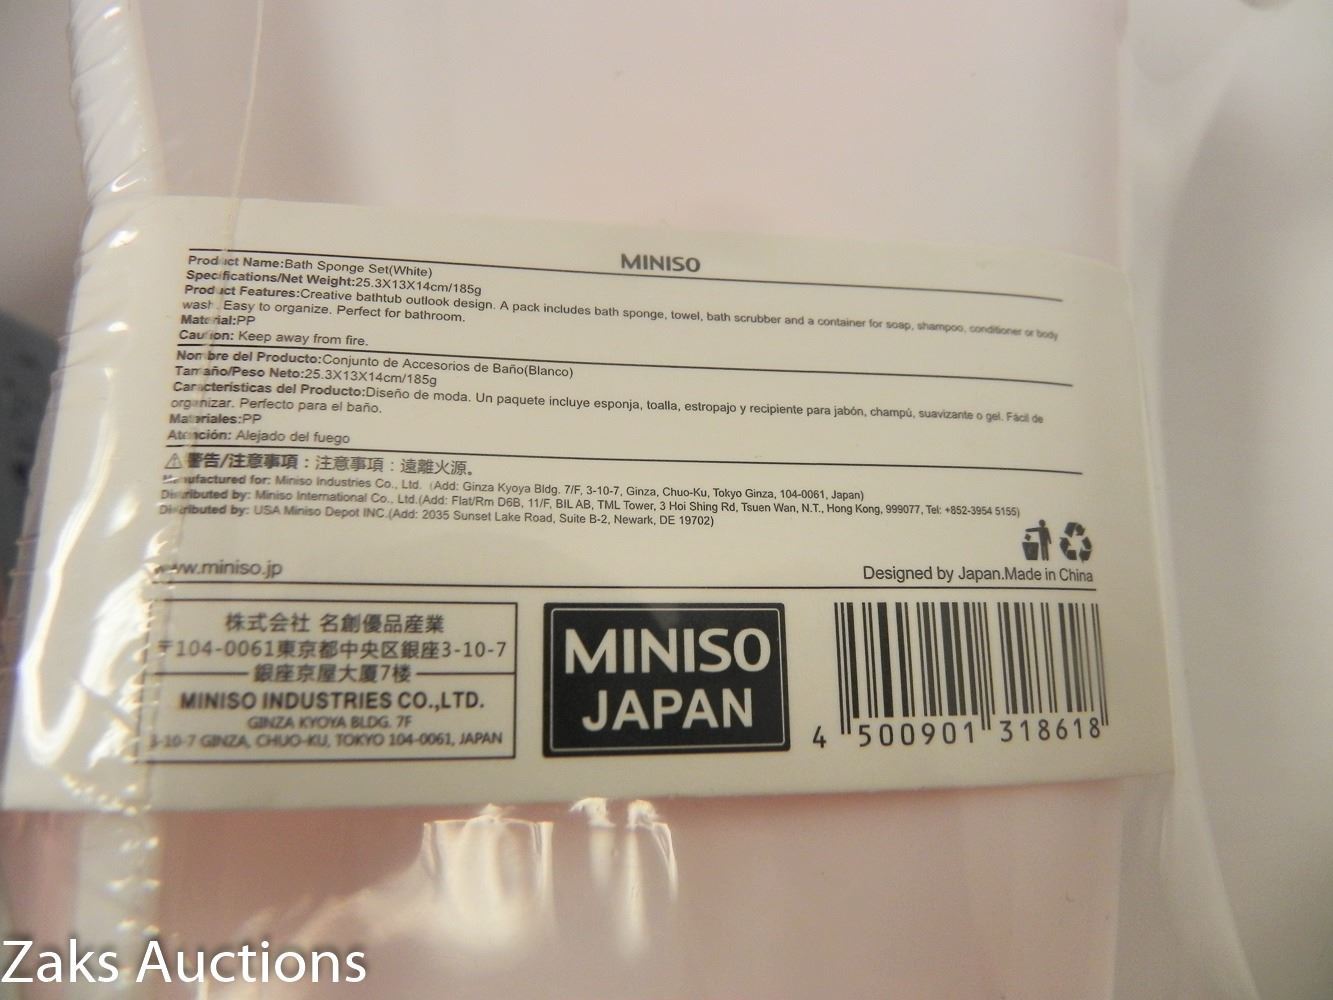 MINISO
Product Name:Bath Sponge Set(White)
Specifications/Net Weight:25.3X13X14cm/185g
Product Features:Creative bathtub outlook design. A pack includes bath sponge, towel, bath scrubber and a container for soap, shampoo, conditioner or body
wash. Easy to organize. Perfect for bathroom.
Material:PP
Caution: Keep away from fire.
Nombre del Producto:Conjunto de Accesorios de Baño(Blanco)
Tamaño/Peso Neto:25.3X13X14cm/185g
Características del Producto:Diseño de moda. Un paquete incluye esponja, toalla, estropajo y recipiente para jabón, champú, suavizante o gel. Fácil de
organizar. Perfecto para el baño.
Materiales:PP
Atención: Alejado del fuego
⚠警告/注意事項：注意事項：遠離火源。
Manufactured for: Miniso Industries Co., Ltd. (Add: Ginza Kyoya Bldg. 7/F, 3-10-7, Ginza, Chuo-Ku, Tokyo Ginza, 104-0061, Japan)
Distributed by: Miniso International Co., Ltd.(Add: Flat/Rm D6B, 11/F, BIL AB, TML Tower, 3 Hoi Shing Rd, Tsuen Wan, N.T., Hong Kong, 999077, Tel: +852-3954 5155)
Distributed by: USA Miniso Depot INC.(Add: 2035 Sunset Lake Road, Suite B-2, Newark, DE 19702)
www.miniso.jp
Designed by Japan.Made in China
株式会社 名創優品産業
〒104-0061東京都中央区銀座3-10-7
銀座京屋大厦7楼
MINISO INDUSTRIES CO.,LTD.
GINZA KYOYA BLDG. 7F
3-10-7 GINZA, CHUO-KU, TOKYO 104-0061, JAPAN
MINISO
JAPAN
4 500901 318618
Zaks Auctions